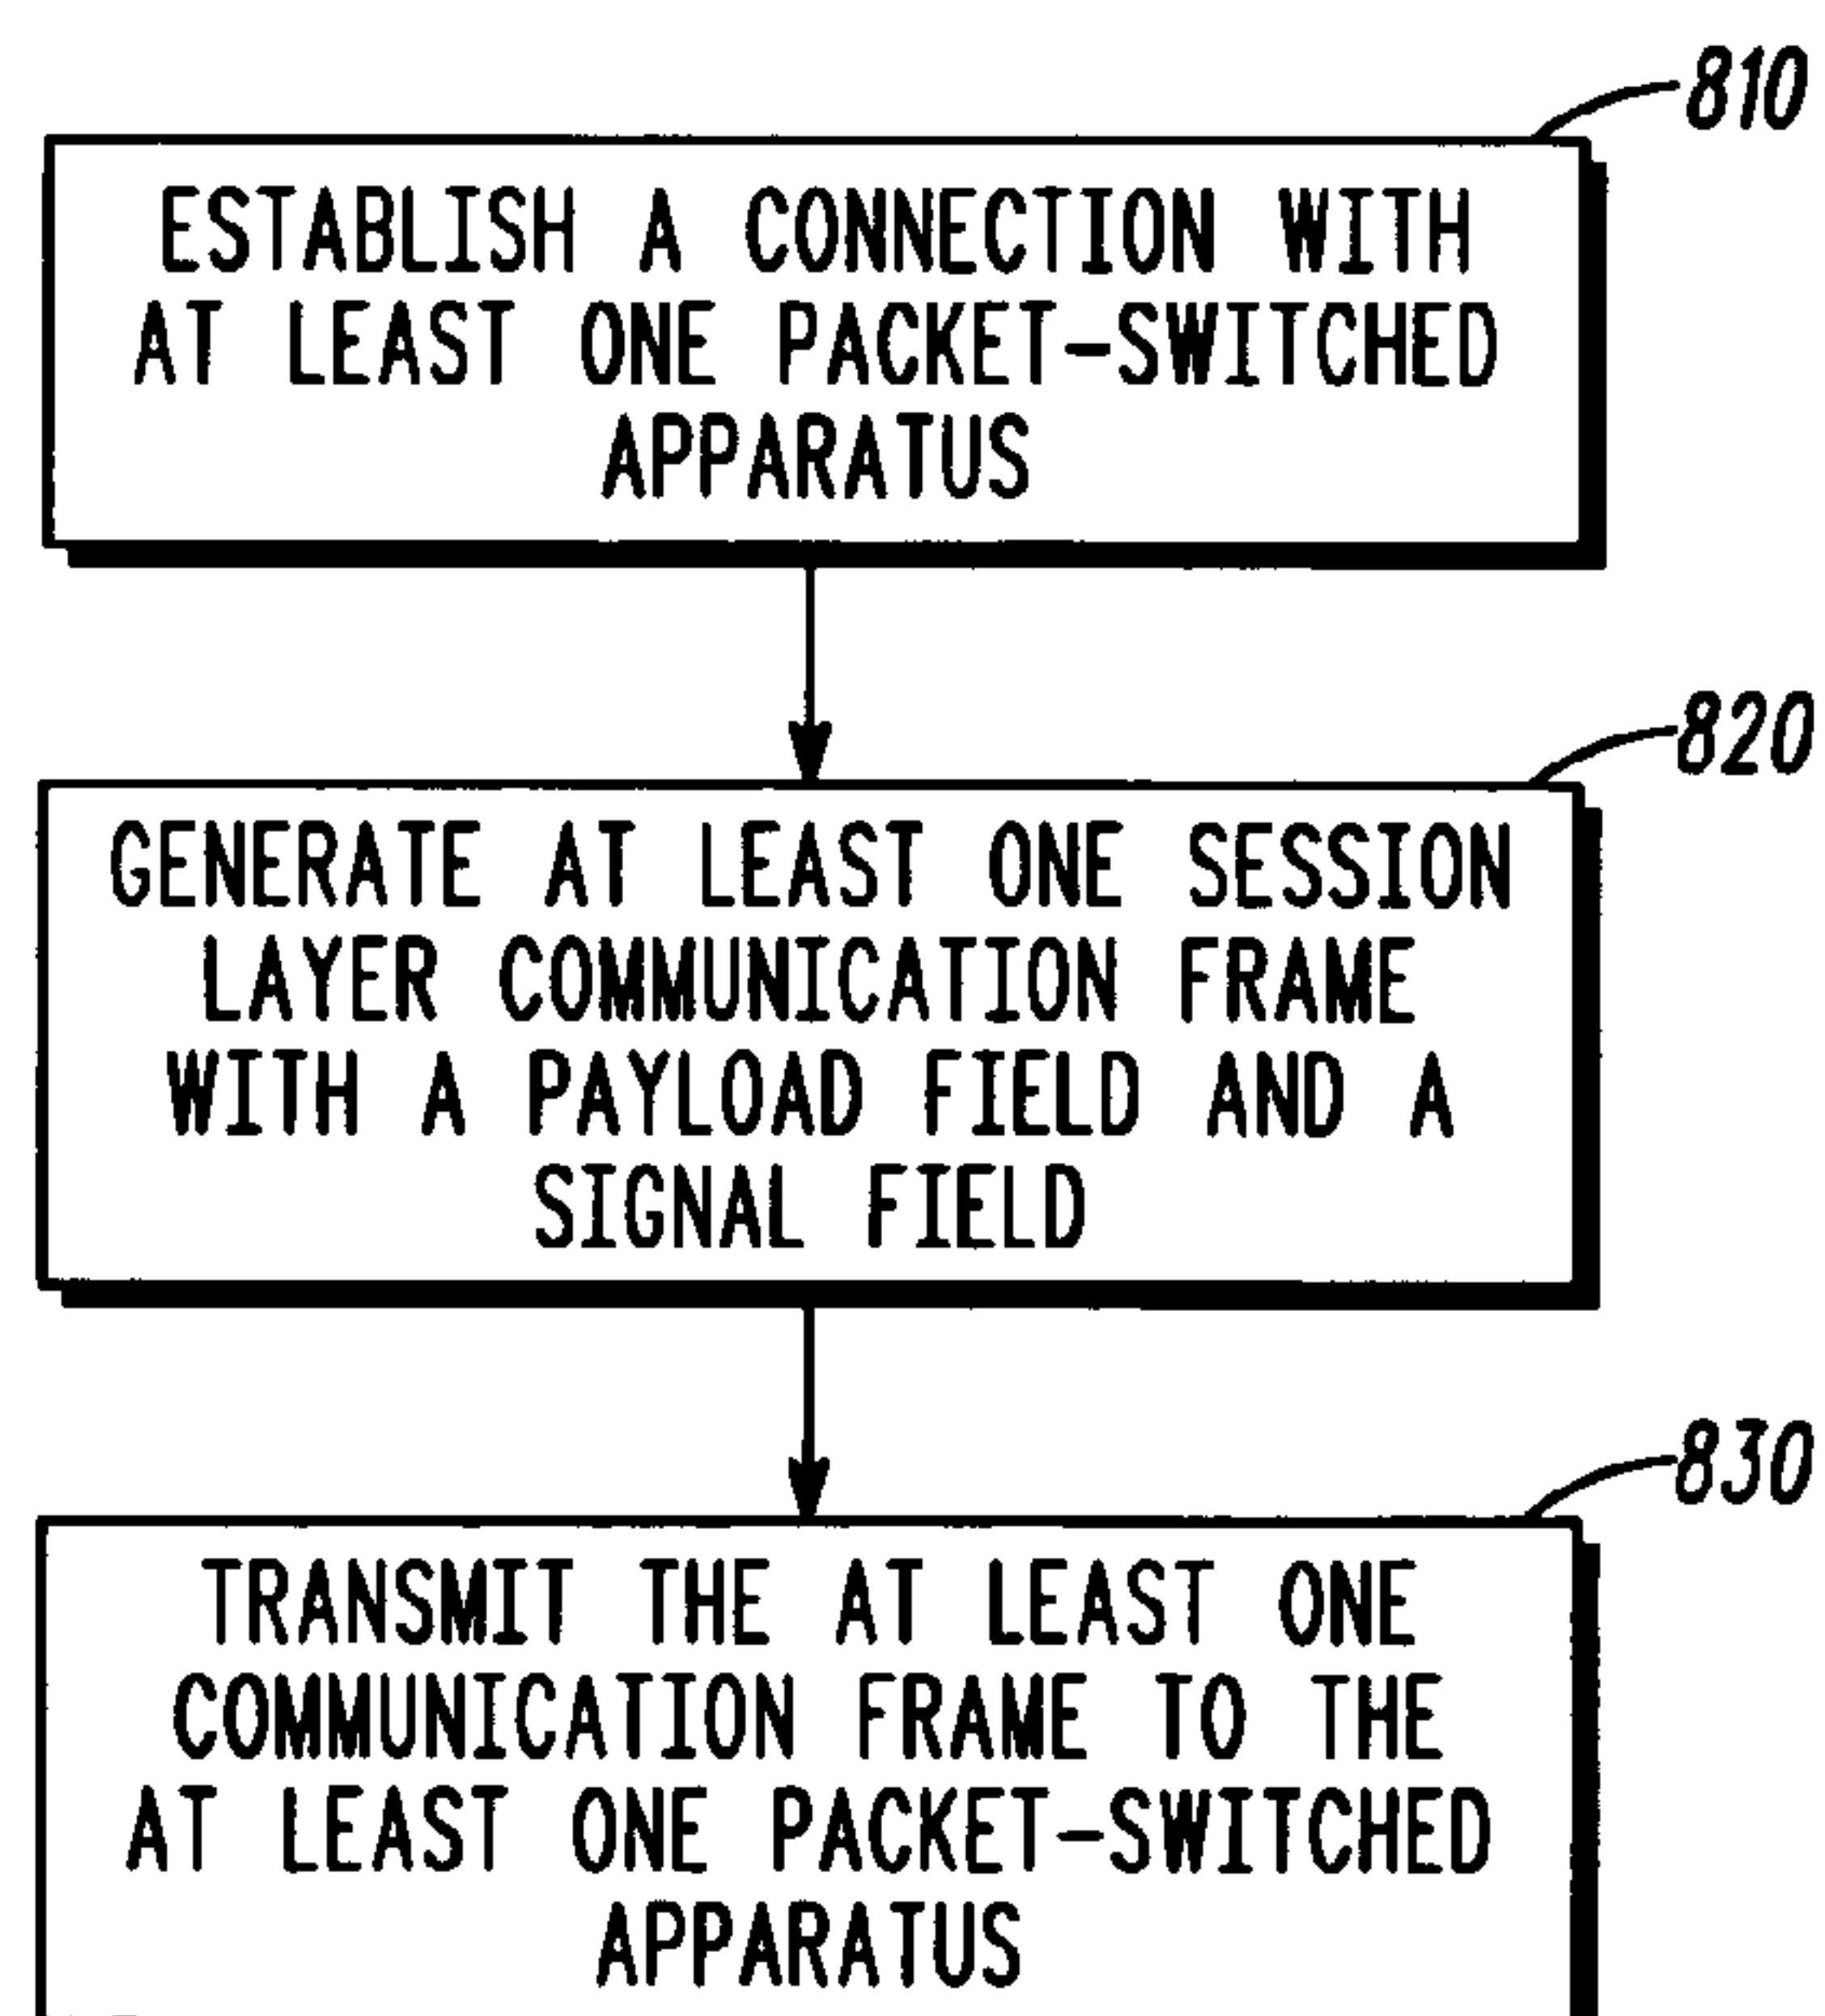 810
ESTABLISH A CONNECTION WITH
AT LEAST ONE PACKET-SWITCHED
APPARATUS
820
GENERATE AT LEAST ONE SESSION
LAYER COMMUNICATION FRAME
WITH A PAYLOAD FIELD AND A
SIGNAL FIELD
830
TRANSMIT THE AT LEAST ONE
COMMUNICATION FRAME TO THE
AT LEAST ONE PACKET-SWITCHED
APPARATUS